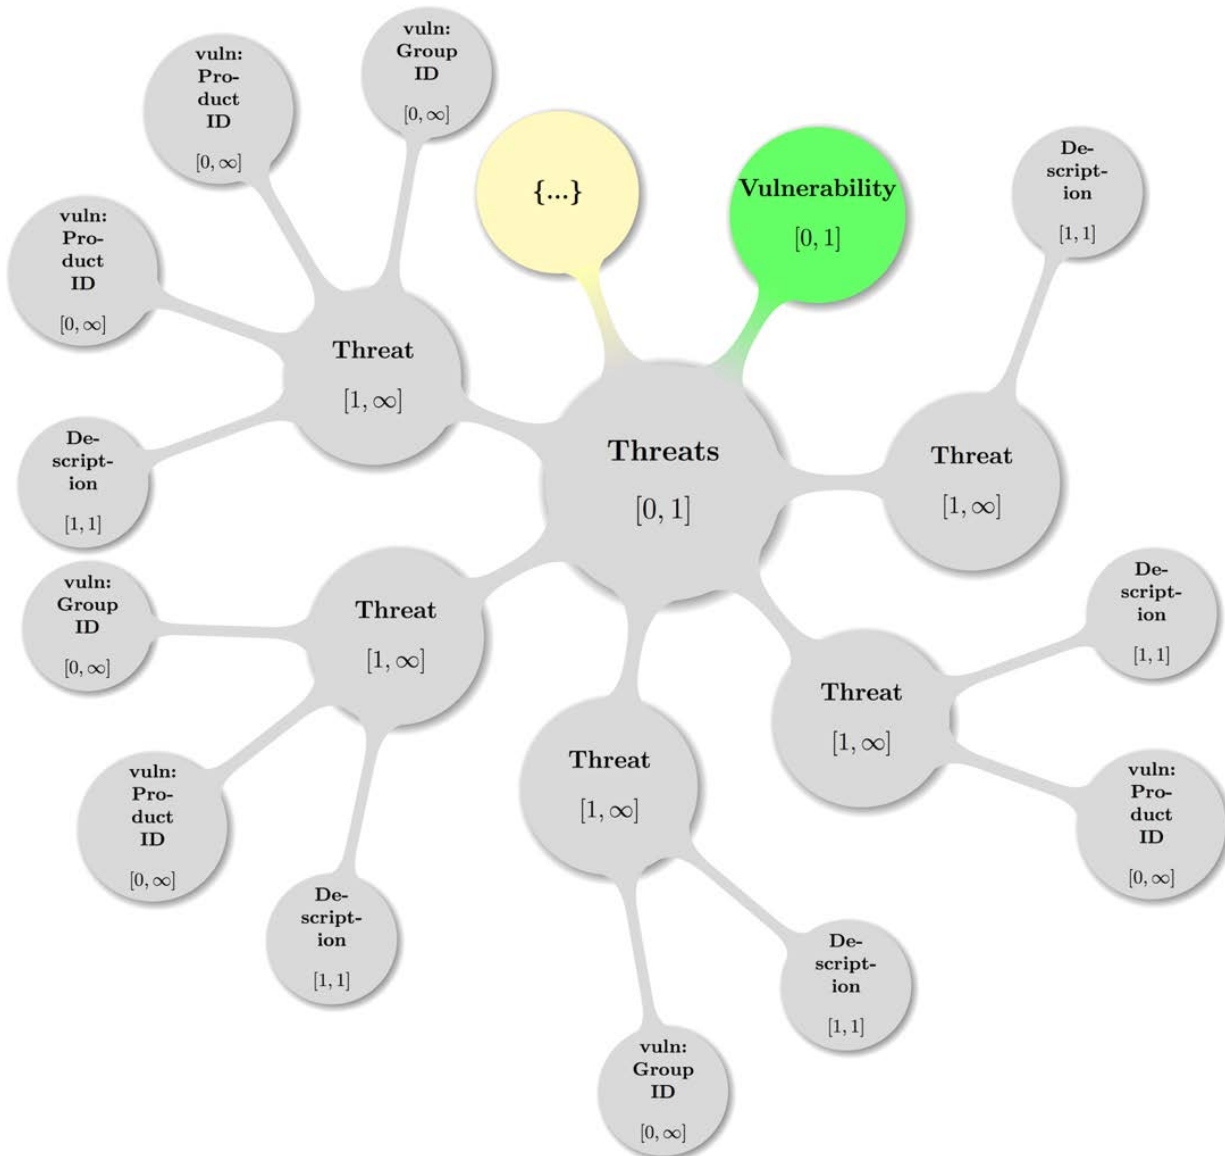 vuln:
Group
ID
[0, ∞]
vuln:
Pro-
duct
ID
[0, ∞]
{...}
Vulnerability
[0, 1]
De-
script-
ion
[1, 1]
vuln:
Pro-
duct
ID
[0, ∞]
Threat
[1, ∞]
De-
script-
ion
[1, 1]
Threats
[0, 1]
Threat
[1, ∞]
vuln:
Group
ID
[0, ∞]
Threat
[1, ∞]
De-
script-
ion
[1, 1]
Threat
[1, ∞]
vuln:
Pro-
duct
ID
[0, ∞]
Threat
[1, ∞]
vuln:
Pro-
duct
ID
[0, ∞]
De-
script-
ion
[1, 1]
De-
script-
ion
[1, 1]
vuln:
Group
ID
[0, ∞]